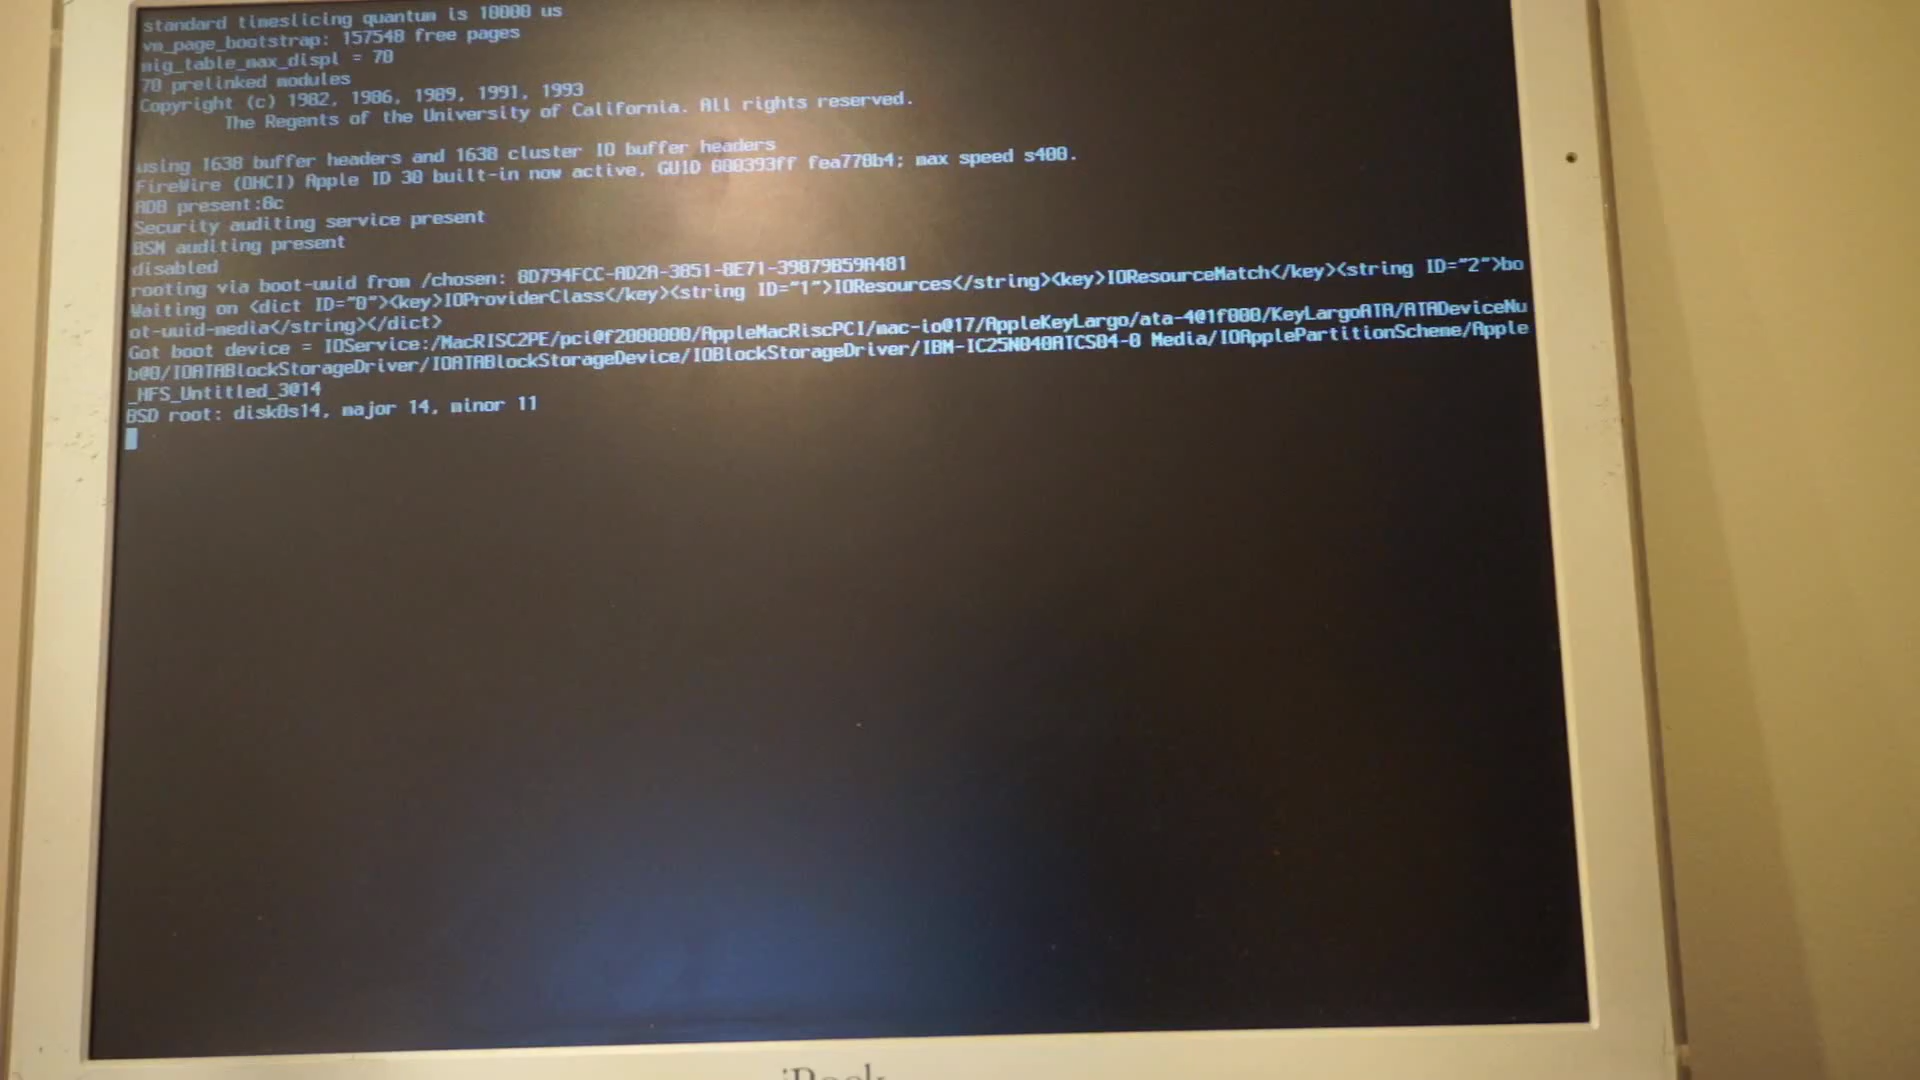 standard timeslicing quantum is 10000 us
vm_page_bootstrap: 157548 free pages
mig_table_max_displ = 70
70 prelinked modules
Copyright (c) 1982, 1986, 1989, 1991, 1993
The Regents of the University of California. All rights reserved.
using 1638 buffer headers and 1638 cluster IO buffer headers
FireWire (OHCI) Apple ID 30 built-in now active, GUID 000393ff fea770b4; max speed s400.
ADB present:8c
Security auditing service present
BSM auditing present
disabled
rooting via boot-uuid from /chosen: 8D794FCC-AD2A-3851-8E71-39879B59A481
Waiting on <dict ID="0"><key>IOProviderClass</key><string ID="1">IOResources</string><key>IOResourceMatch</key><string ID="2">bo
ot-uuid-media</string></dict>
Got boot device = IOService:/MacRISC2PE/pci@f2000000/AppleMacRiscPCI/mac-io@17/AppleKeyLargo/ata-4@1f000/KeyLargoATA/ATADeviceNu
b@0/IOATABlockStorageDriver/IOATABlockStorageDevice/IOBlockStorageDriver/IBM-IC25N040ATCS04-0 Media/IOApplePartitionScheme/Apple
_HFS_Untitled_3@14
BSD root: disk0s14, major 14, minor 11
iBook